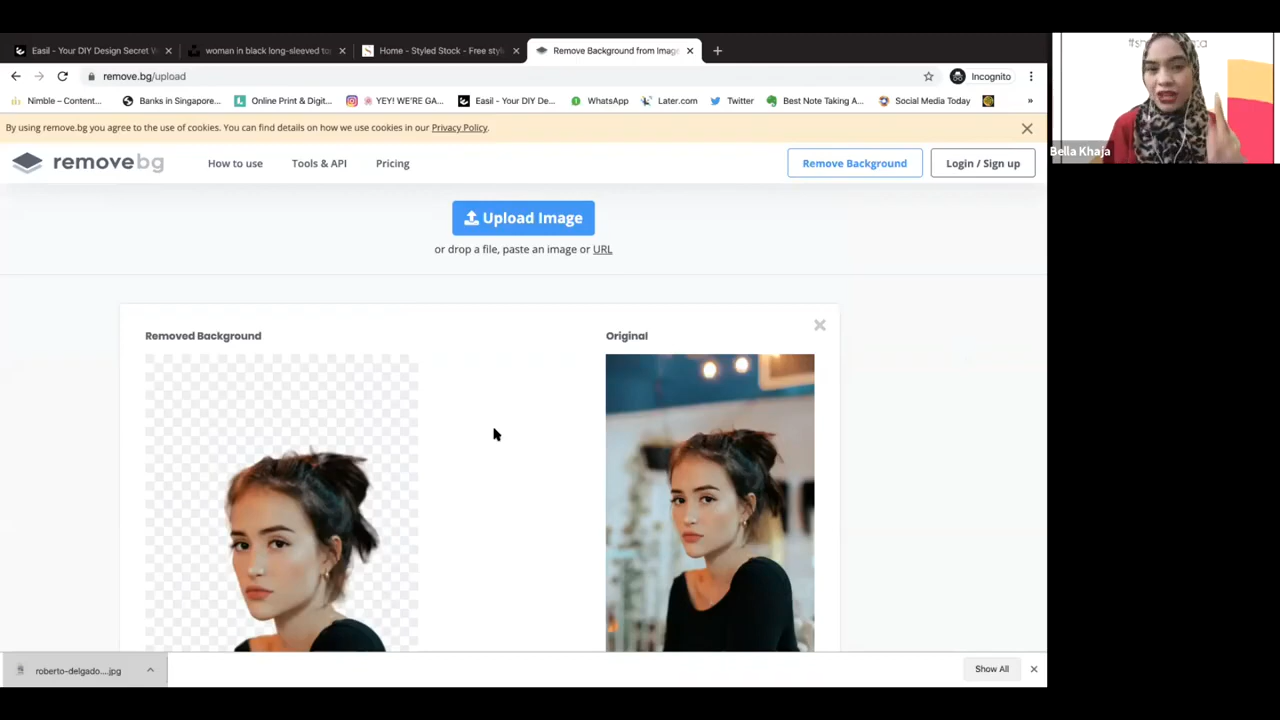 Easil - Your DIY Design Secret W
woman in black long-sleeved to
Home - Styled Stock - Free sty
Remove Background from Imag
remove.bg/upload
Incognito
Nimble – Content...
Banks in Singapore...
Online Print & Digit...
YEY! WE'RE GA...
Easil - Your DIY De...
WhatsApp
Later.com
Twitter
Best Note Taking A...
Social Media Today
»
By using remove.bg you agree to the use of cookies. You can find details on how we use cookies in our Privacy Policy.
removebg
How to use
Tools & API
Pricing
Remove Background
Login / Sign up
Upload Image
or drop a file, paste an image or URL
Removed Background
Original
roberto-delgado....jpg
Show All
Bella Khaja